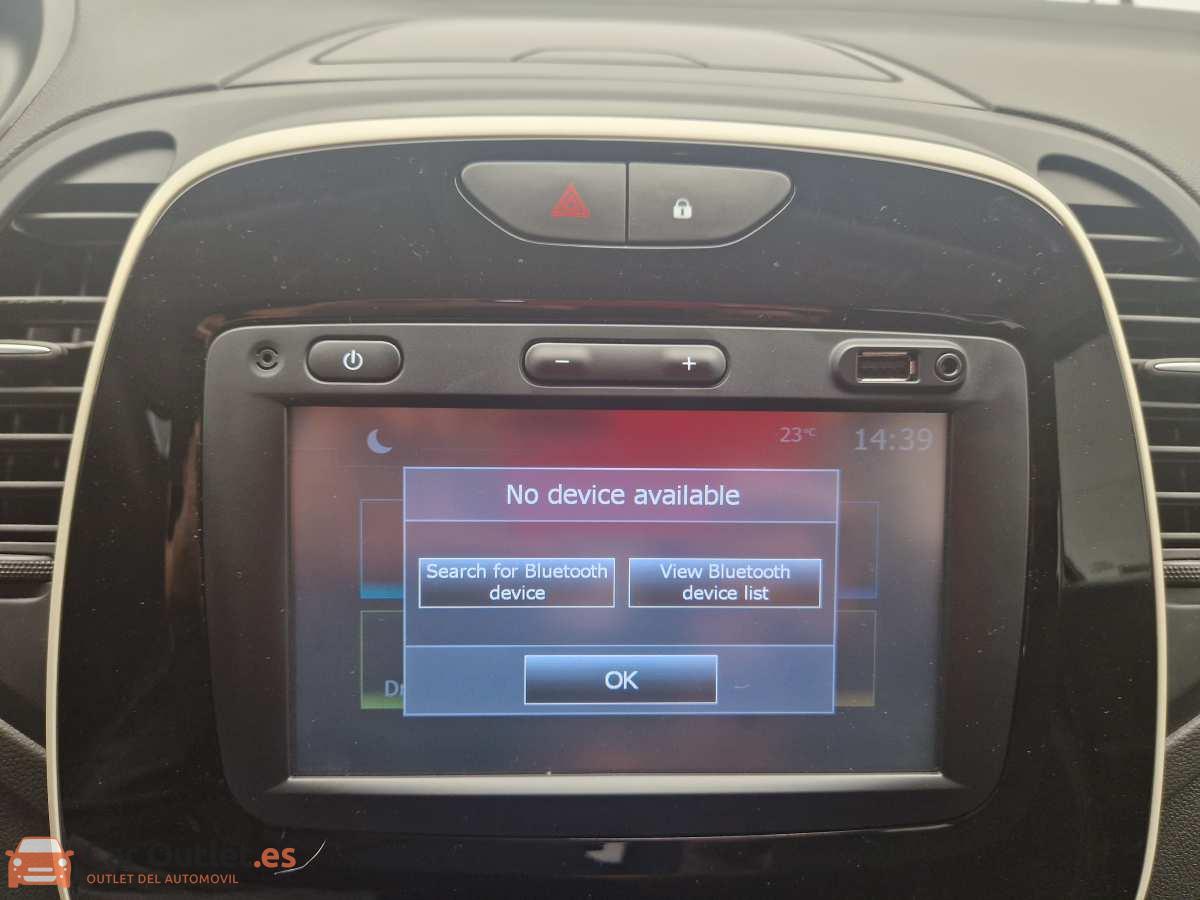 23°C 14:39
No device available
Search for Bluetooth device
View Bluetooth device list
OK
.es
OUTLET DEL AUTOMOVIL